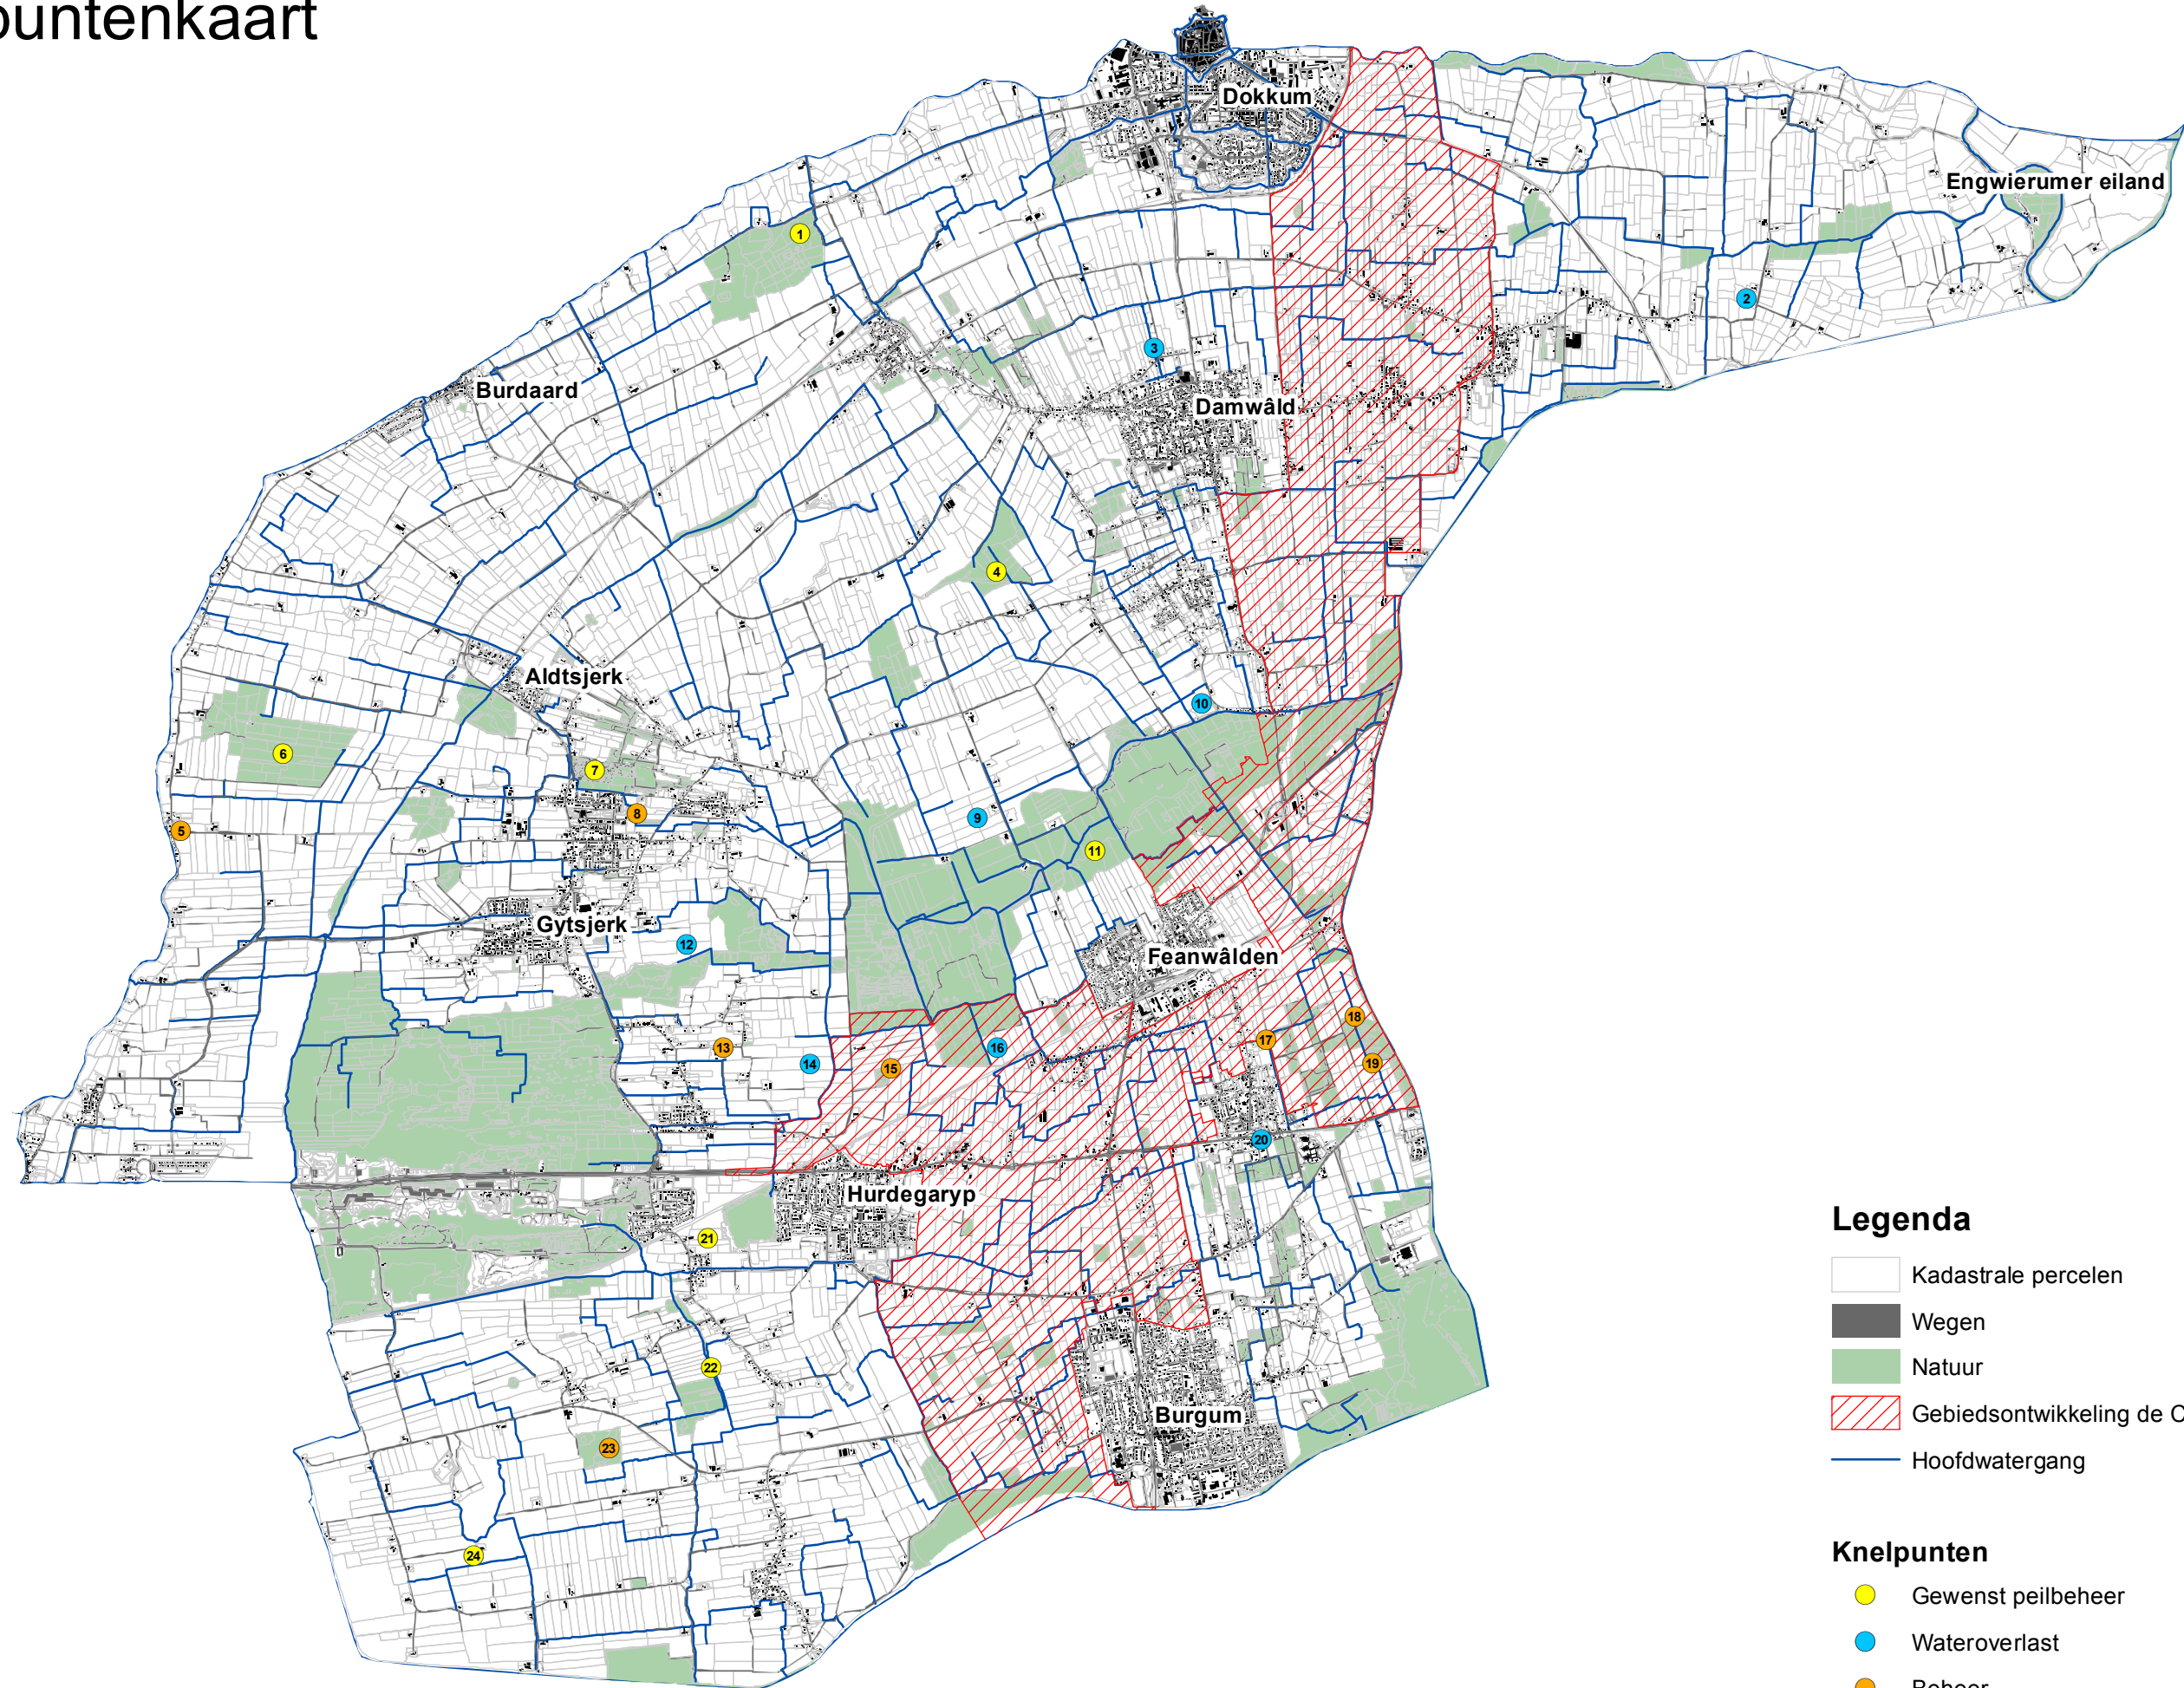 puntenkaart
Dokkum
Engwierumer eiland
1
2
3
Burdaard
Damwâld
4
Aldtsjerk
10
6
7
8
9
5
11
Gytsjerk
12
Feanwâlden
18
17
13
16
14
15
19
20
Hurdegaryp
21
22
Burgum
23
24
Legenda
Kadastrale percelen
Wegen
Natuur
Gebiedsontwikkeling de C
Hoofdwatergang
Knelpunten
Gewenst peilbeheer
Wateroverlast
Beheer